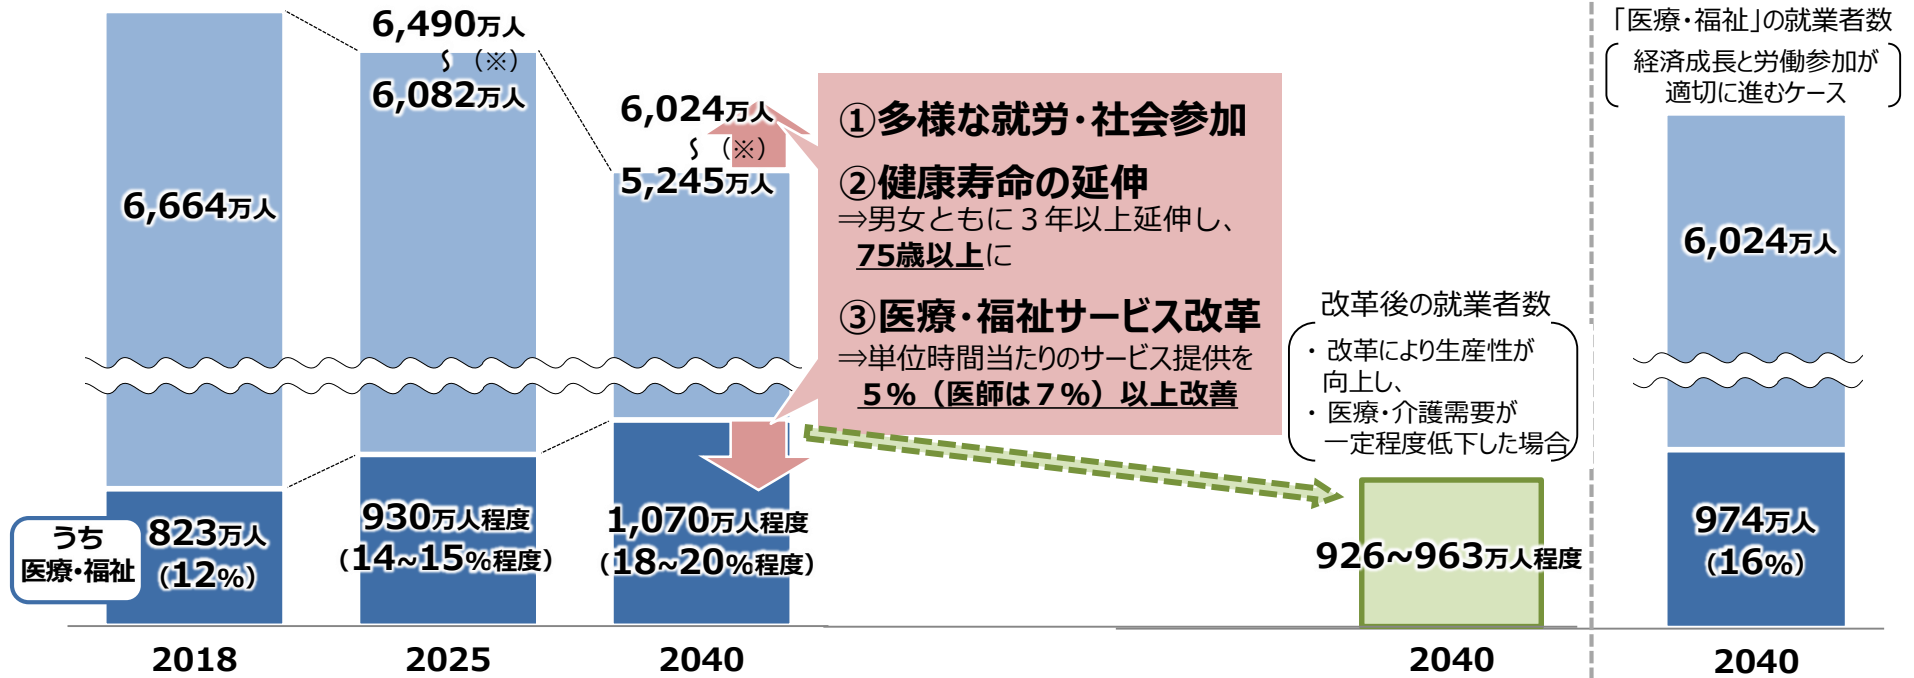 6,664万人
うち
医療・福祉
823万人
（12%）
2018
6,490万人
～（※）
6,082万人
930万人程度
（14~15%程度）
2025
6,024万人
～（※）
5,245万人
1,070万人程度
（18~20%程度）
2040
①多様な就労・社会参加
②健康寿命の延伸
⇒男女ともに３年以上延伸し、
75歳以上に
③医療・福祉サービス改革
⇒単位時間当たりのサービス提供を
５%（医師は７%）以上改善
改革後の就業者数
・ 改革により生産性が
向上し、
・ 医療・介護需要が
一定程度低下した場合
926~963万人程度
2040
「医療・福祉」の就業者数
経済成長と労働参加が
適切に進むケース
6,024万人
974万人
（16%）
2040